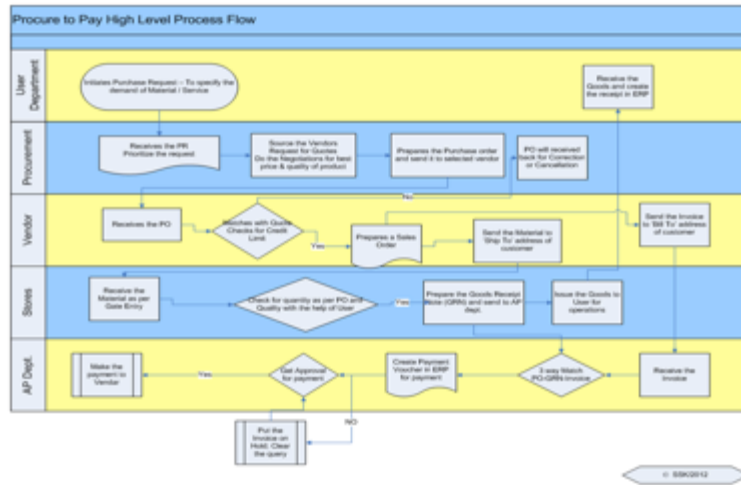 Procure to Pay High Level Process Flow
User
Department
Initiates Purchase Request – To specify the
demand of Material / Service
Receive the
Goods and create
the receipt in ERP
Procurement
Receives the PR
Prioritize the request
Source the Vendors
Request for Quotes
Do the Negotiations for best
price & quality of product
Prepares the Purchase order
and send it to selected vendor
PO will received
back for Correction
or Cancellation
No
Vendor
Receives the PO
Matches with Quote
Checks for Credit
Limit
Yes
Prepares a Sales
Order
Send the Material to
'Ship To' address of
customer
Send the Invoice
to 'Bill To' address
of customer
Stores
Receive the
Material as per
Gate Entry
Check for quantity as per PO and
Quality with the help of User
Yes
Prepare the Goods Receipt
Note (GRN) and send to AP
dept.
Issue the Goods to
User for
operations
AP Dept.
Make the
payment to
Vendor
Yes
Get Approval
for payment
Create Payment
Voucher in ERP
for payment
3 way Match
PO-GRN-Invoice
Receive the
Invoice
NO
Put the
Invoice on
Hold. Clear
the query
© SSK/2012